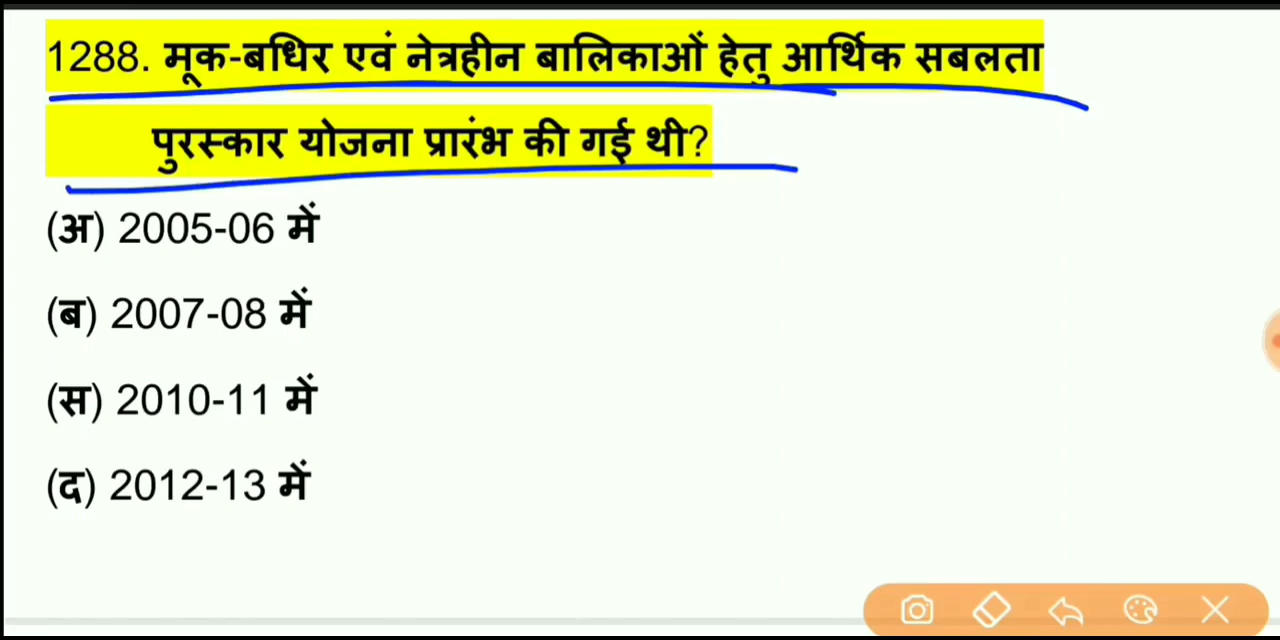 1288. मूक-बधिर एवं नेत्रहीन बालिकाओं हेतु आर्थिक सबलता
पुरस्कार योजना प्रारंभ की गई थी?
(अ) 2005-06 में
(ब) 2007-08 में
(स) 2010-11 में
(द) 2012-13 में